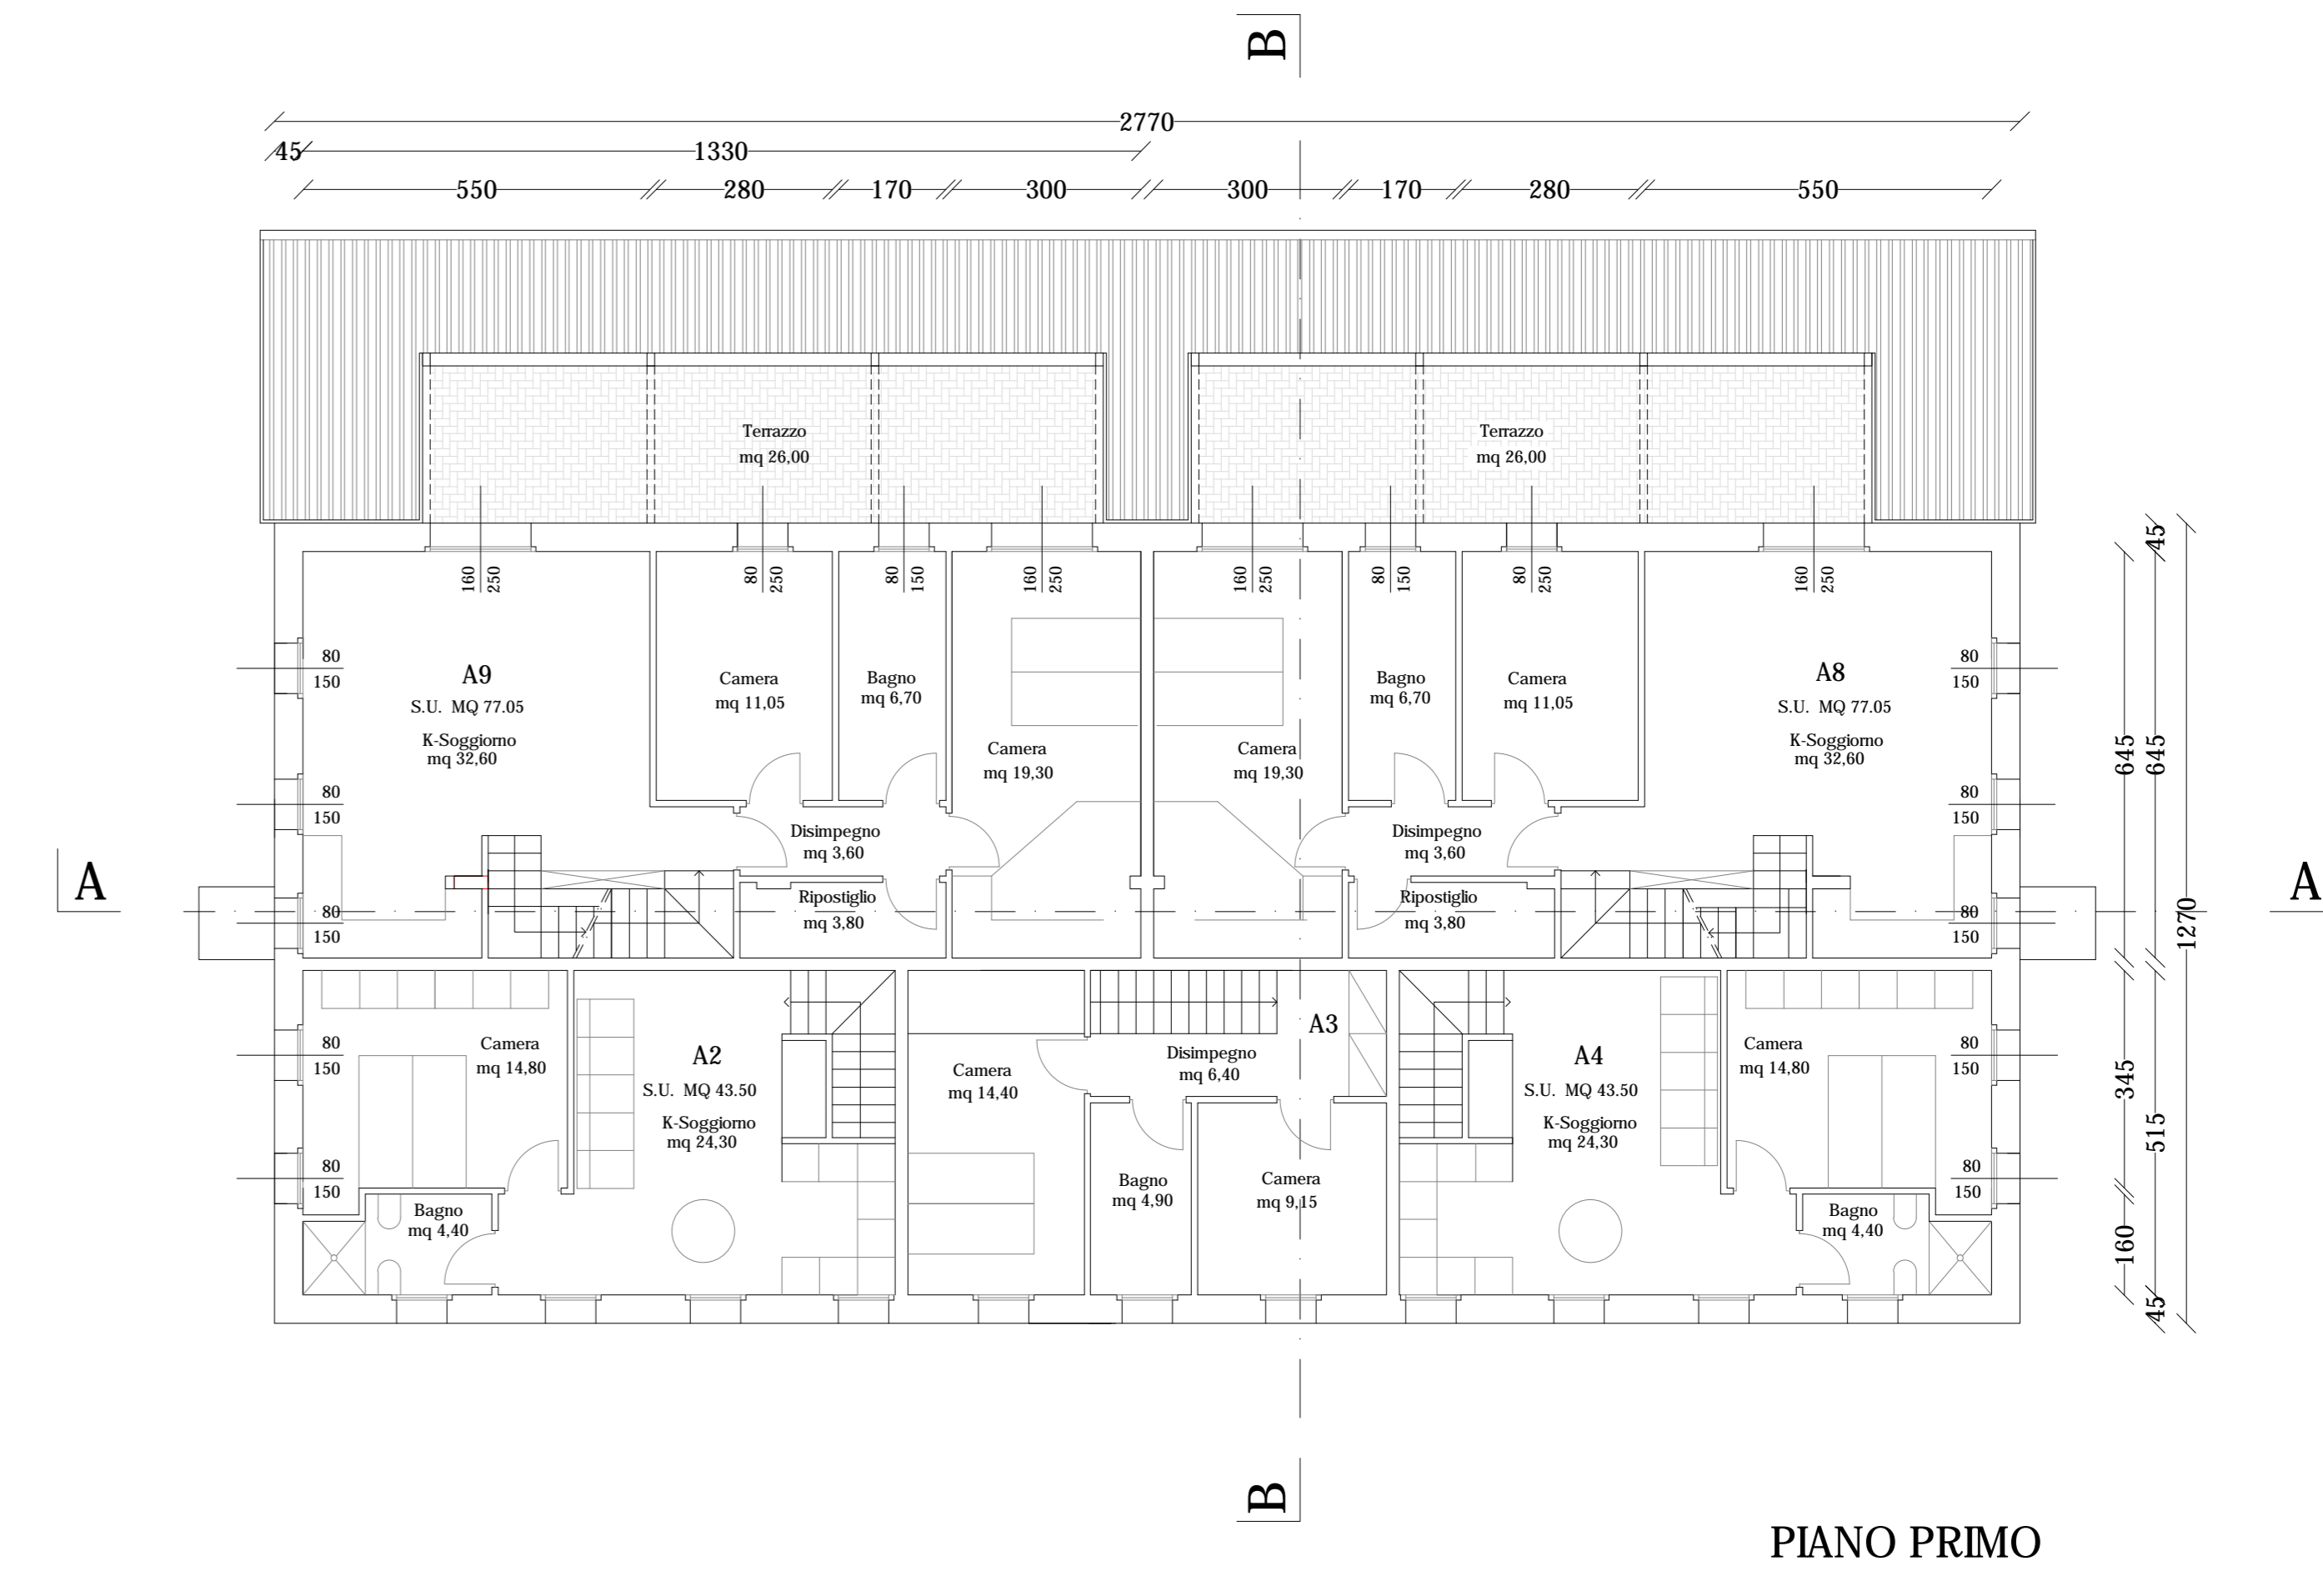 B
2770
45
1330
550
280
170
300
300
170
280
550
Terrazzo
mq 26,00
Terrazzo
mq 26,00
45
160
250
80
250
80
150
160
250
160
250
80
150
80
250
160
250
80
150
A9
S.U. MQ 77.05
K-Soggiorno
mq 32,60
Camera
mq 11,05
Bagno
mq 6,70
Camera
mq 19,30
Camera
mq 19,30
Bagno
mq 6,70
Camera
mq 11,05
A8
S.U. MQ 77.05
K-Soggiorno
mq 32,60
80
150
645
645
80
150
Disimpegno
mq 3,60
Disimpegno
mq 3,60
80
150
A
Ripostiglio
mq 3,80
Ripostiglio
mq 3,80
A
80
150
80
150
1270
Camera
mq 14,80
A2
S.U. MQ 43.50
K-Soggiorno
mq 24,30
Camera
mq 14,40
Disimpegno
mq 6,40
A3
A4
S.U. MQ 43.50
K-Soggiorno
mq 24,30
Camera
mq 14,80
80
150
80
150
345
515
80
150
80
150
Bagno
mq 4,40
Bagno
mq 4,90
Camera
mq 9,15
Bagno
mq 4,40
160
45
B
PIANO PRIMO